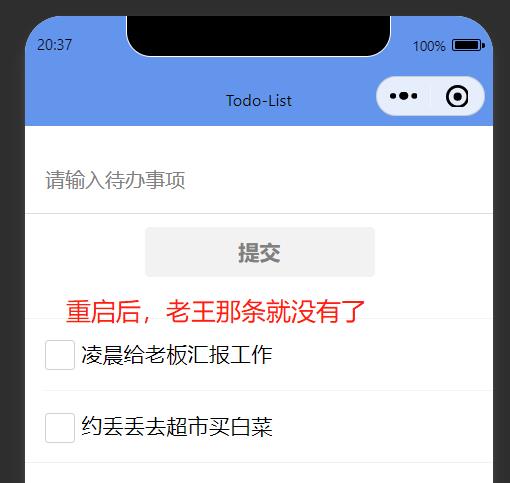 20:37
100%
Todo-List
请输入待办事项
提交
重启后，老王那条就没有了
凌晨给老板汇报工作
约丢丢去超市买白菜